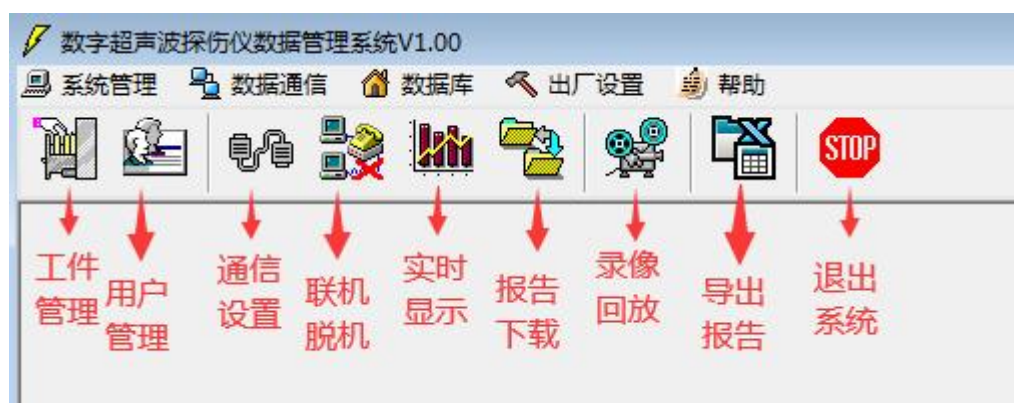 数字超声波探伤仪数据管理系统V1.00
系统管理 数据通信 数据库 出厂设置 帮助
STOP
工件
管理
用户
管理
通信
设置
联机
脱机
实时
显示
报告
下载
录像
回放
导出
报告
退出
系统